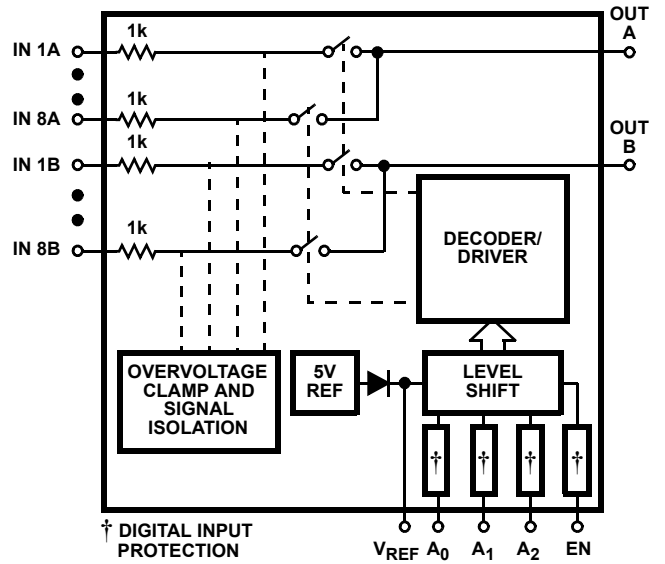 OUT
A
IN 1A
1k
IN 8A
1k
OUT
B
IN 1B
1k
IN 8B
1k
DECODER/
DRIVER
OVERVOLTAGE
CLAMP AND
SIGNAL
ISOLATION
5V
REF
LEVEL
SHIFT
† † † †
† DIGITAL INPUT
PROTECTION
VREF A0 A1 A2 EN